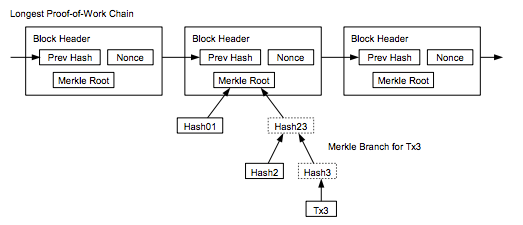 Longest Proof-of-Work Chain
Block Header
Prev Hash
Nonce
Merkle Root
Block Header
Prev Hash
Nonce
Merkle Root
Block Header
Prev Hash
Nonce
Merkle Root
Hash01
Hash23
Merkle Branch for Tx3
Hash2
Hash3
Tx3